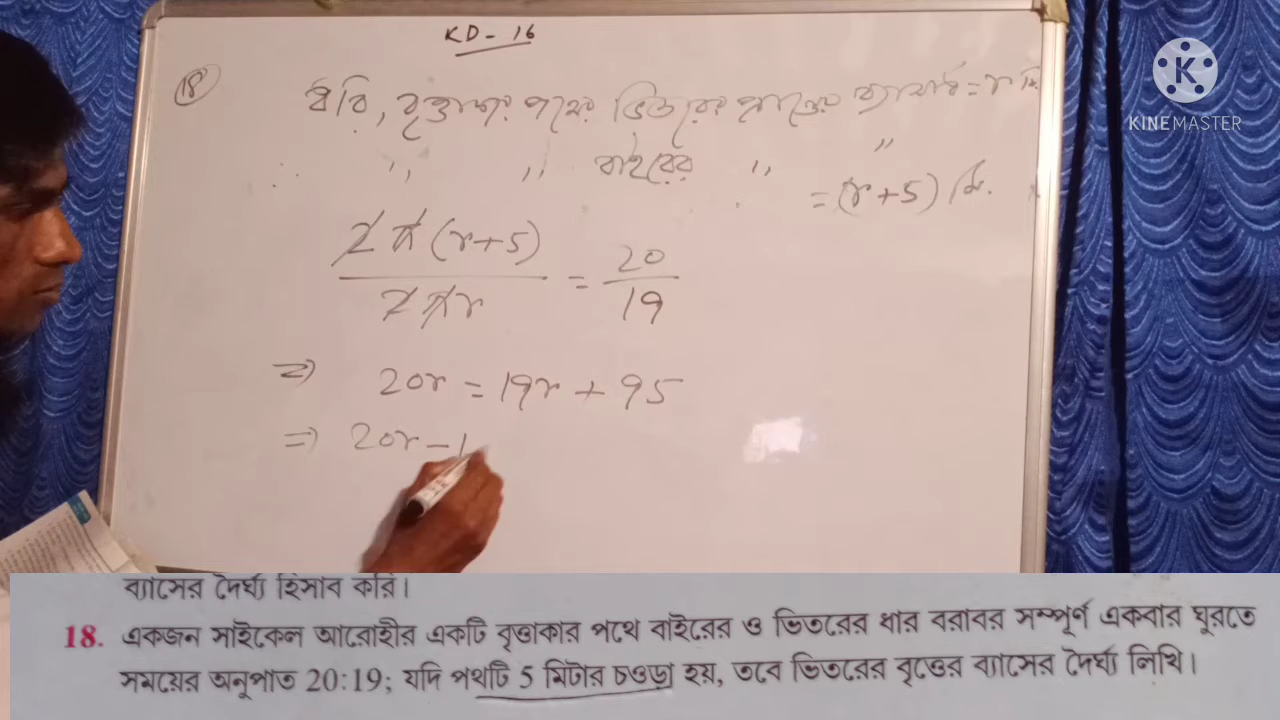 KD - 16
K
KINEMASTER
18
ধরি, বৃত্তাকার পথের ভিতরের প্রান্তের ব্যাসার্ধ = r মি.
,, ,, বাইরের ,, ,,
= (r+5) মি.
2π(r+5) / 2πr = 20/19
⇒ 20r = 19r + 95
⇒ 20r - 1
ব্যাসের দৈর্ঘ্য হিসাব করি।
18. একজন সাইকেল আরোহীর একটি বৃত্তাকার পথে বাইরের ও ভিতরের ধার বরাবর সম্পূর্ণ একবার ঘুরতে
সময়ের অনুপাত 20:19; যদি পথটি 5 মিটার চওড়া হয়, তবে ভিতরের বৃত্তের ব্যাসের দৈর্ঘ্য লিখি।